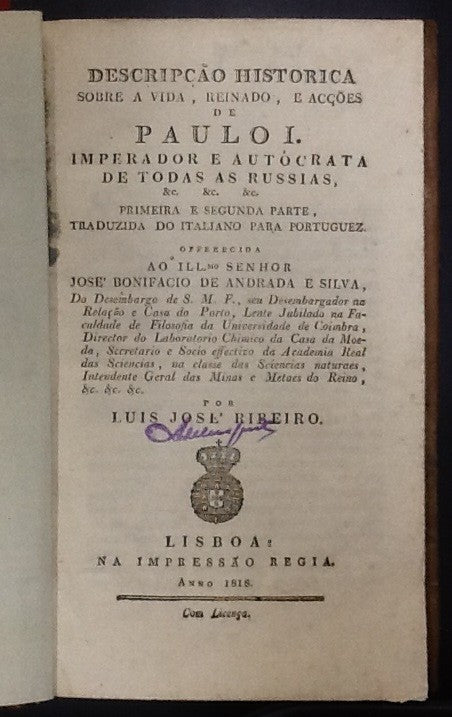 DESCRIPÇÃO HISTORICA
SOBRE A VIDA, REINADO, E ACÇÕES
DE
PAULO I.
IMPERADOR E AUTÓCRATA
DE TODAS AS RUSSIAS,
&c. &c. &c.
PRIMEIRA E SEGUNDA PARTE,
TRADUZIDA DO ITALIANO PARA PORTUGUEZ.
OFFERECIDA
AO ILL.mo SENHOR
JOSE' BONIFACIO DE ANDRADA E SILVA,
Do Desembargo de S. M. F., seu Desembargador na
Relação e Casa do Porto, Lente Jubilado na Fa-
culdade de Filosofia da Universidade de Coimbra,
Director do Laboratorio Chimico da Casa da Moe-
da, Secretario e Socio effectivo da Academia Real
das Sciencias, na classe das Sciencias naturaes,
Intendente Geral das Minas e Metaes do Reino,
&c. &c. &c.
POR
LUIS JOSE' RIBEIRO.
LISBOA:
NA IMPRESSÃO REGIA.
ANNO 1818.
Com Licença.